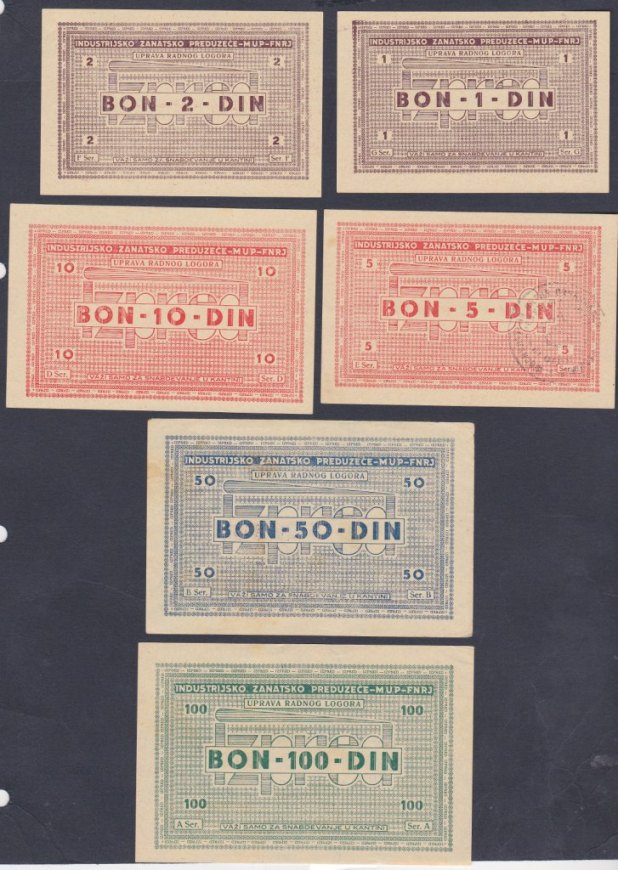 INDUSTRIJSKO ZANATSKO PREDUZEĆE-MUP-FNRJ
UPRAVA RADNOG LOGORA
2 2
BON-2-DIN
2 2
F Ser. Ser. F
VAŽI SAMO ZA SNABDEVANJE U KANTINI
INDUSTRIJSKO ZANATSKO PREDUZEĆE-MUP-FNRJ
UPRAVA RADNOG LOGORA
1 1
BON-1-DIN
1 1
G Ser. Ser. G
VAŽI SAMO ZA SNABDEVANJE U KANTINI
INDUSTRIJSKO ZANATSKO PREDUZEĆE-MUP-FNRJ
UPRAVA RADNOG LOGORA
10 10
BON-10-DIN
10 10
D Ser. Ser. D
VAŽI SAMO ZA SNABDEVANJE U KANTINI
INDUSTRIJSKO ZANATSKO PREDUZEĆE-MUP-FNRJ
UPRAVA RADNOG LOGORA
5 5
BON-5-DIN
5 5
E Ser. Ser.
VAŽI SAMO ZA SNABDEVANJE U KANTINI
INDUSTRIJSKO ZANATSKO PREDUZEĆE-MUP-FNRJ
UPRAVA RADNOG LOGORA
50 50
BON-50-DIN
50 50
B Ser. Ser. B
VAŽI SAMO ZA SNABDEVANJE U KANTINI
INDUSTRIJSKO ZANATSKO PREDUZEĆE-MUP-FNRJ
UPRAVA RADNOG LOGORA
100 100
BON-100-DIN
100 100
A Ser. Ser. A
VAŽI SAMO ZA SNABDEVANJE U KANTINI